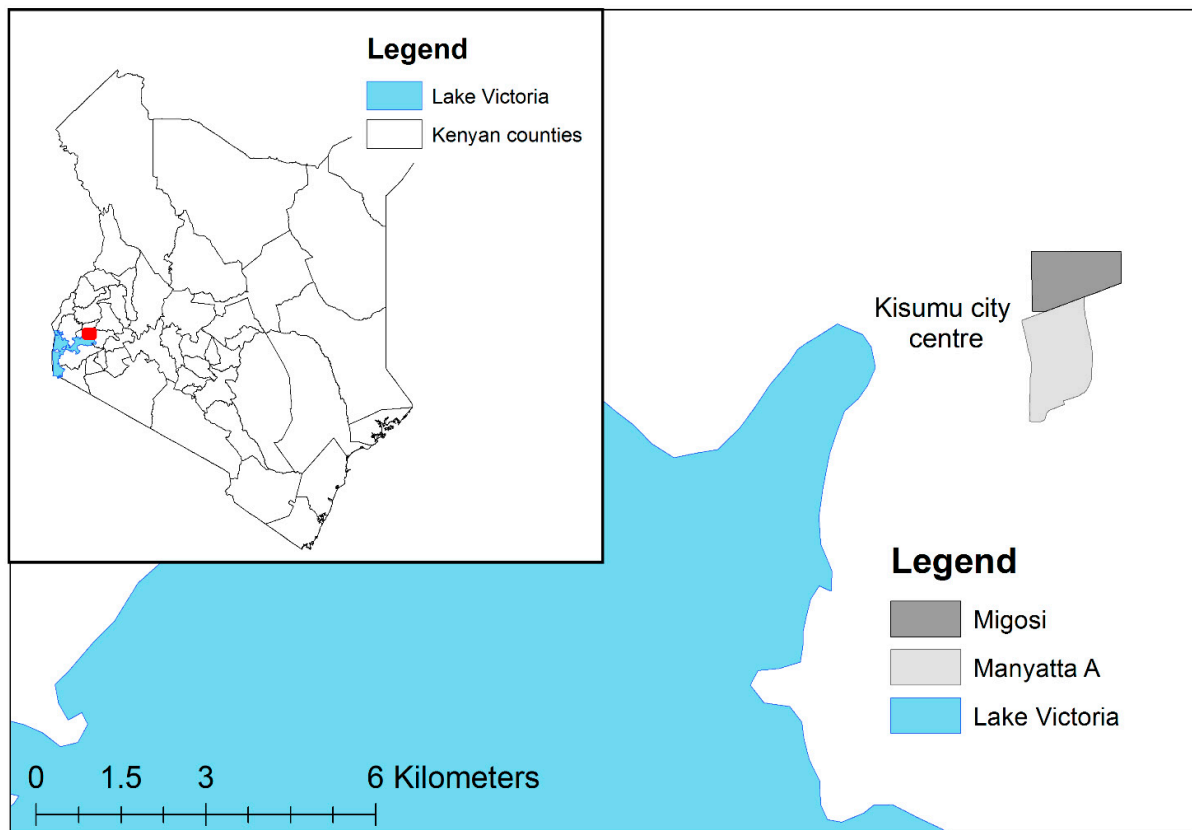 Legend
Lake Victoria
Kenyan counties
Kisumu city
centre
Legend
Migosi
Manyatta A
Lake Victoria
0 1.5 3 6 Kilometers